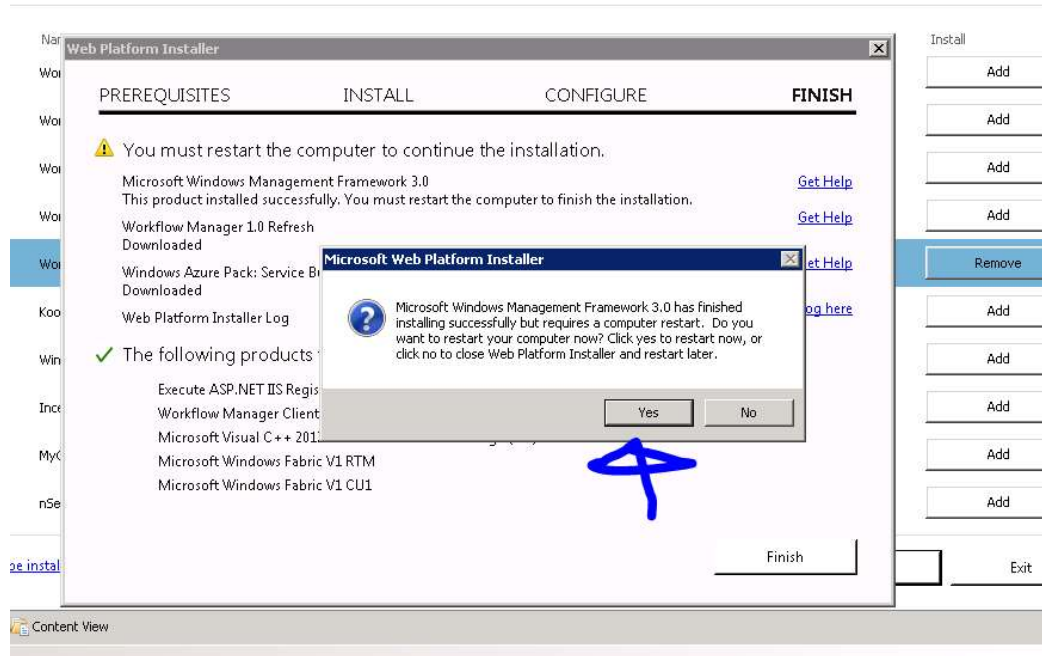 Install
Web Platform Installer
Add
PREREQUISITES INSTALL CONFIGURE FINISH
Add
You must restart the computer to continue the installation.
Microsoft Windows Management Framework 3.0 Get Help
Add
This product installed successfully. You must restart the computer to finish the installation.
Workflow Manager 1.0 Refresh Get Help
Add
Downloaded
Microsoft Web Platform Installer
Windows Azure Pack: Service
Remove
Downloaded
Microsoft Windows Management Framework 3.0 has finished
installing successfully but requires a computer restart. Do you
want to restart your computer now? Click yes to restart now, or
click no to close Web Platform Installer and restart later.
Web Platform Installer Log here
Add
The following products
Add
Execute ASP.NET IIS
Yes No
Workflow Manager Client
Add
Microsoft Visual C++
Microsoft Windows Fabric V1 RTM
Add
Microsoft Windows Fabric V1 CU1
Add
Finish
Exit
Content View